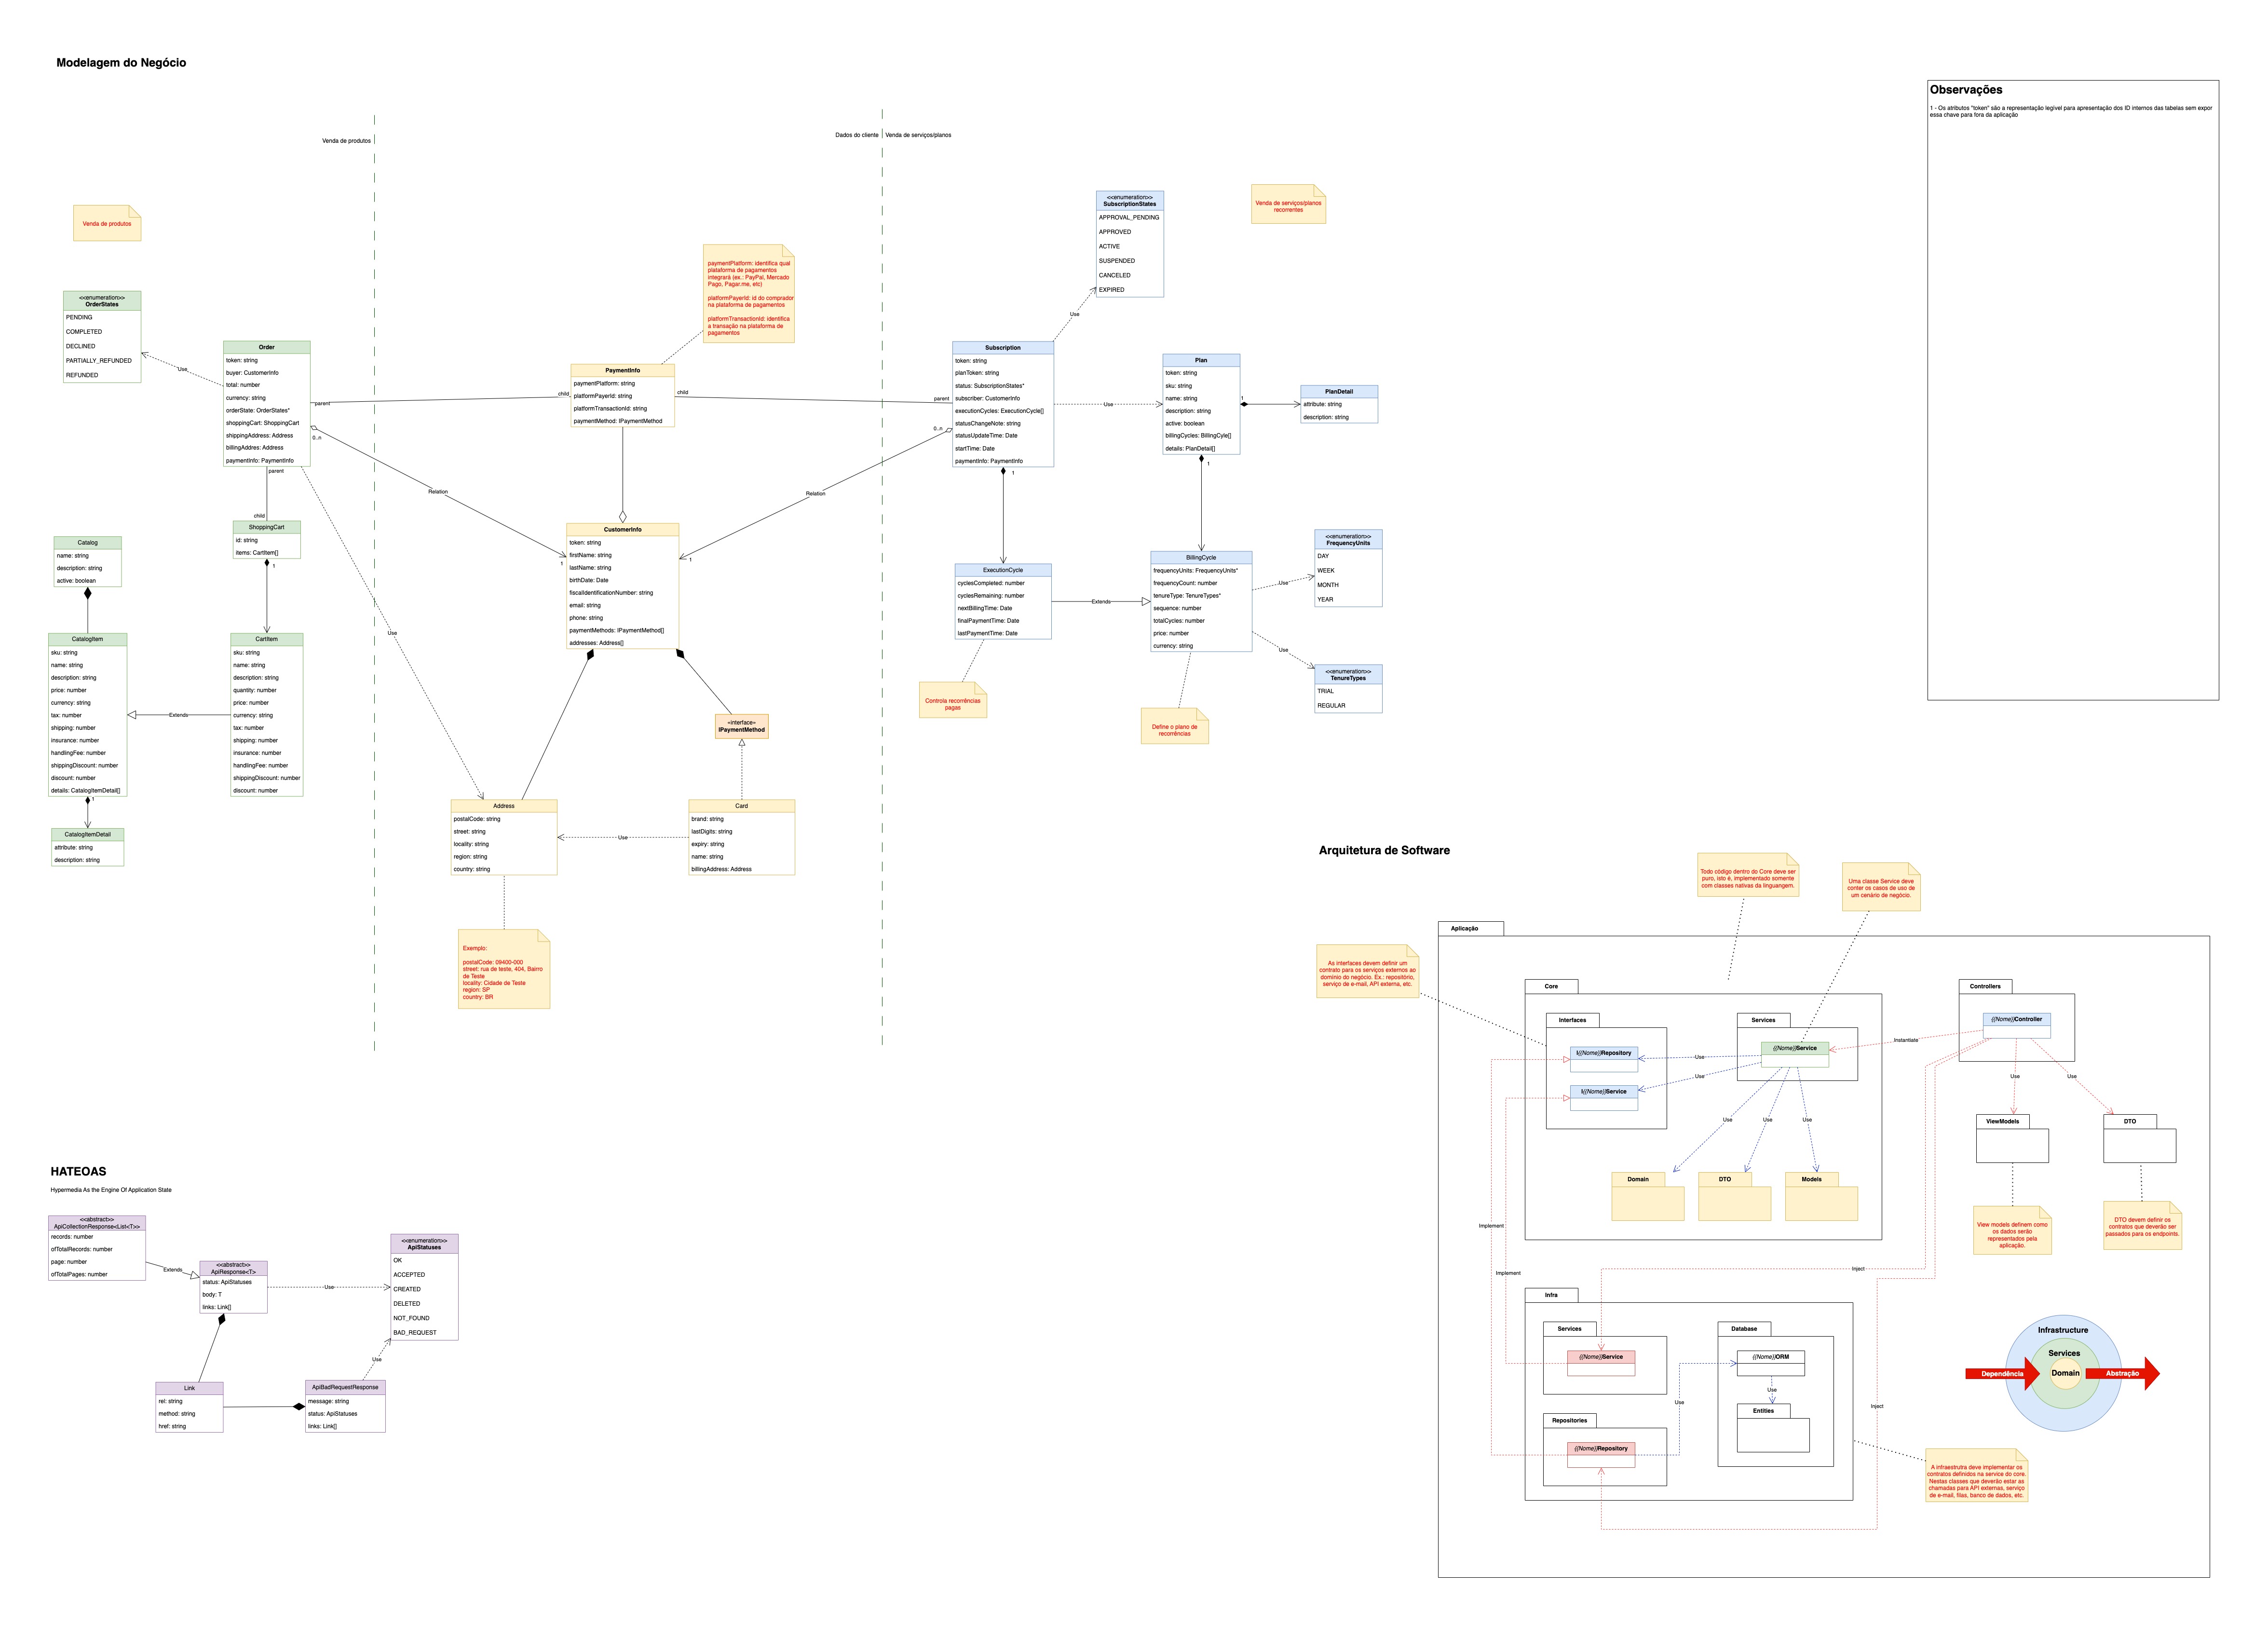 Modelagem do Negócio
Venda de produtos
Dados do cliente
Venda de serviços/planos
Venda de produtos
<<enumeration>>
OrderStates
PENDING
COMPLETED
DECLINED
PARTIALLY_REFUNDED
REFUNDED
Use
Order
token: string
buyer: CustomerInfo
total: number
currency: string
orderState: OrderStates*
shoppingCart: ShoppingCart
shippingAddress: Address
billingAddres: Address
paymentInfo: PaymentInfo
parent
child
0..n
Relation
1
parent
child
Use
ShoppingCart
id: string
items: CartItem[]
1
Catalog
name: string
description: string
active: boolean
CatalogItem
sku: string
name: string
description: string
price: number
currency: string
tax: number
shipping: number
insurance: number
handlingFee: number
shippingDiscount: number
discount: number
details: CatalogItemDetail[]
1
Extends
CartItem
sku: string
name: string
description: string
quantity: number
price: number
currency: string
tax: number
shipping: number
insurance: number
handlingFee: number
shippingDiscount: number
discount: number
CatalogItemDetail
attribute: string
description: string
paymentPlatform: Identifica qual
plataforma de pagamentos
integrará (ex.: PayPal, Mercado
Pago, Pagar.me, etc)
platformPayerId: id do comprador
na plataforma de pagamentos
platformTransactionId: identifica
a transação na plataforma de
pagamentos
PaymentInfo
paymentPlatform: string
platformPayerId: string
platformTransactionId: string
paymentMethod: IPaymentMethod
child
parent
0..n
Relation
1
CustomerInfo
token: string
firstName: string
lastName: string
birthDate: Date
fiscalIdentificationNumber: string
email: string
phone: string
paymentMethods: IPaymentMethod[]
addresses: Address[]
«interface»
IPaymentMethod
Address
postalCode: string
street: string
locality: string
region: string
country: string
Use
Card
brand: string
lastDigits: string
expiry: string
name: string
billingAddress: Address
Exemplo:
postalCode: 09400-000
street: rua de teste, 404, Bairro
de Teste
locality: Cidade de Teste
region: SP
country: BR
<<enumeration>>
SubscriptionStates
APPROVAL_PENDING
APPROVED
ACTIVE
SUSPENDED
CANCELED
EXPIRED
Use
Venda de serviços/planos
recorrentes
Subscription
token: string
planToken: string
status: SubscriptionStates*
subscriber: CustomerInfo
executionCycles: ExecutionCycle[]
statusChangeNote: string
statusUpdateTime: Date
startTime: Date
paymentInfo: PaymentInfo
1
Use
Plan
token: string
sku: string
name: string
description: string
active: boolean
billingCycles: BillingCyle[]
details: PlanDetail[]
1
1
PlanDetail
attribute: string
description: string
ExecutionCycle
cyclesCompleted: number
cyclesRemaining: number
nextBillingTime: Date
finalPaymentTime: Date
lastPaymentTime: Date
Extends
BillingCycle
frequencyUnits: FrequencyUnits*
frequencyCount: number
tenureType: TenureTypes*
sequence: number
totalCycles: number
price: number
currency: string
Use
Use
<<enumeration>>
FrequencyUnits
DAY
WEEK
MONTH
YEAR
<<enumeration>>
TenureTypes
TRIAL
REGULAR
Controla recorrências
pagas
Define o plano de
recorrências
Observações
1 - Os atributos "token" são a representação legível para apresentação dos ID internos das tabelas sem expor
essa chave para fora da aplicação
HATEOAS
Hypermedia As the Engine Of Application State
<<abstract>>
ApiCollectionResponse<List<T>>
records: number
ofTotalRecords: number
page: number
ofTotalPages: number
Extends
<<abstract>>
ApiResponse<T>
status: ApiStatuses
body: T
links: Link[]
Use
<<enumeration>>
ApiStatuses
OK
ACCEPTED
CREATED
DELETED
NOT_FOUND
BAD_REQUEST
Use
Link
rel: string
method: string
href: string
ApiBadRequestResponse
message: string
status: ApiStatuses
links: Link[]
Arquitetura de Software
Todo código dentro do Core deve ser
puro, isto é, implementado somente
com classes nativas da linguangem.
Uma classe Service deve
conter os casos de uso de
um cenário de negócio.
As interfaces devem definir um
contrato para os serviços externos ao
domínio do negócio. Ex.: repositório,
serviço de e-mail, API externa, etc.
Aplicação
Core
Interfaces
I{{Nome}}Repository
I{{Nome}}Service
Services
{{Nome}}Service
Use
Use
Use
Use
Use
Domain
DTO
Models
Controllers
{{Nome}}Controller
Instantiate
Use
Use
ViewModels
DTO
View models definem como
os dados serão
representados pela
aplicação.
DTO devem definir os
contratos que deverão ser
passados para os endpoints.
Implement
Implement
Inject
Inject
Infra
Services
{{Nome}}Service
Repositories
{{Nome}}Repository
Use
Database
{{Nome}}ORM
Use
Entities
Infrastructure
Services
Domain
Dependência
Abstração
A infraestrutra deve implementar os
contratos definidos na service do core.
Nestas classes que deverão estar as
chamadas para API externas, serviço
de e-mail, filas, banco de dados, etc.